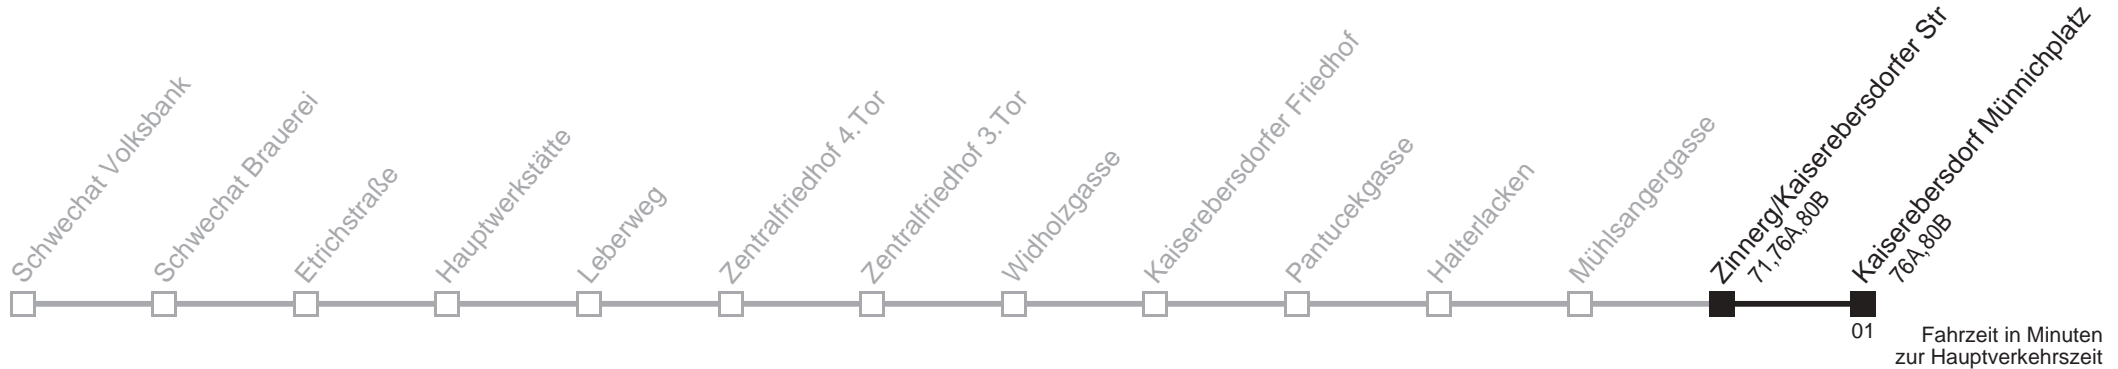 Schwechat Volksbank
Schwechat Brauerei
Etrichstraße
Hauptwerkstätte
Leberweg
Zentralfriedhof 4.Tor
Zentralfriedhof 3.Tor
Widholzgasse
Kaiserebersdorfer Friedhof
Pantucekgasse
Halterlacken
Mühlsangergasse
Zinnerg/Kaiserebersdorfer Str
71,76A,80B
Kaiserebersdorf Münnichplatz
76A,80B
01
Fahrzeit in Minuten
zur Hauptverkehrszeit